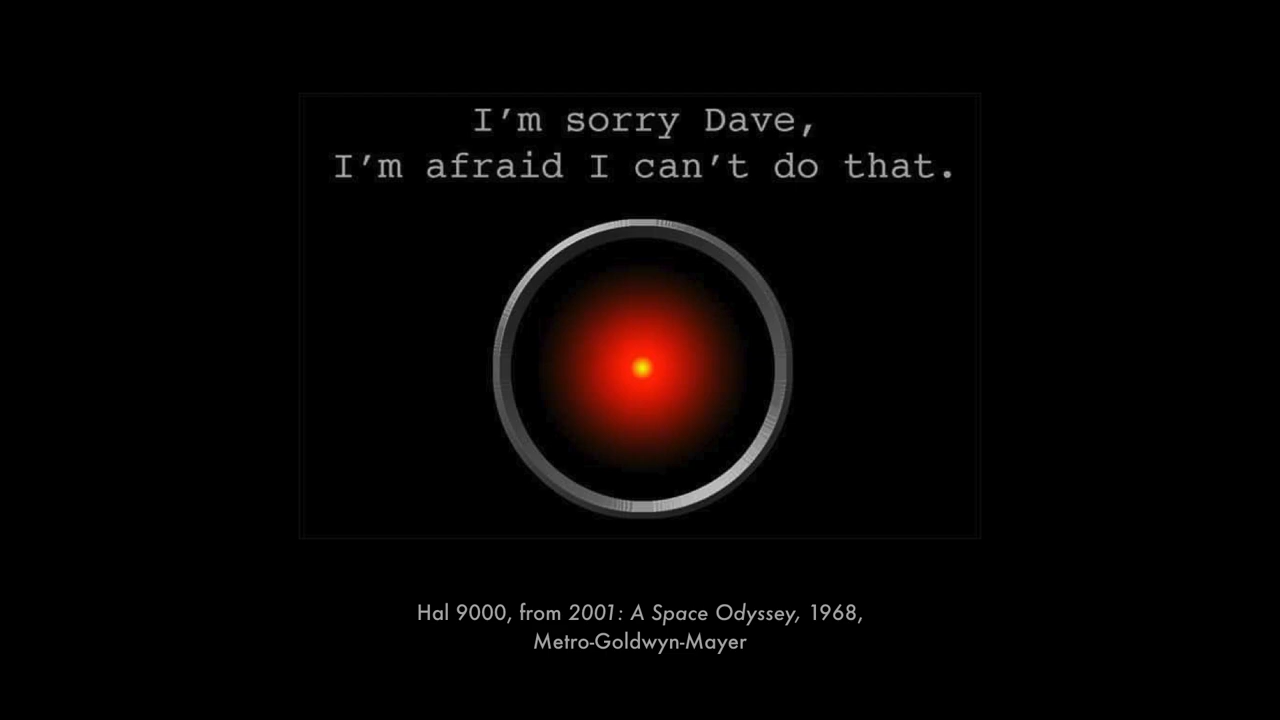 I’m sorry Dave,
I’m afraid I can’t do that.
Hal 9000, from 2001: A Space Odyssey, 1968,
Metro-Goldwyn-Mayer